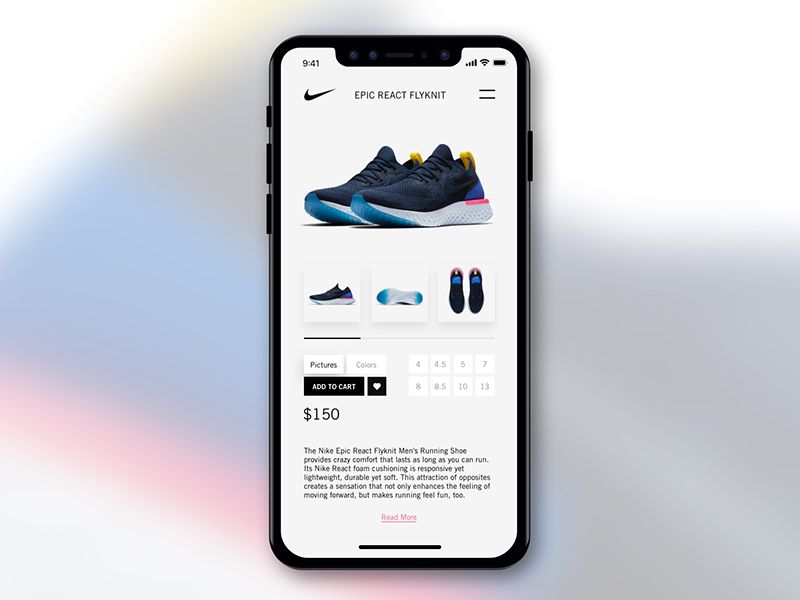 9:41
EPIC REACT FLYKNIT
Pictures Colors
4 4.5 5 7
ADD TO CART
8 8.5 10 13
$150
The Nike Epic React Flyknit Men's Running Shoe
provides crazy comfort that lasts as long as you can run.
Its Nike React foam cushioning is responsive yet
lightweight, durable yet soft. This attraction of opposites
creates a sensation that not only enhances the feeling of
moving forward, but makes running feel fun, too.
Read More